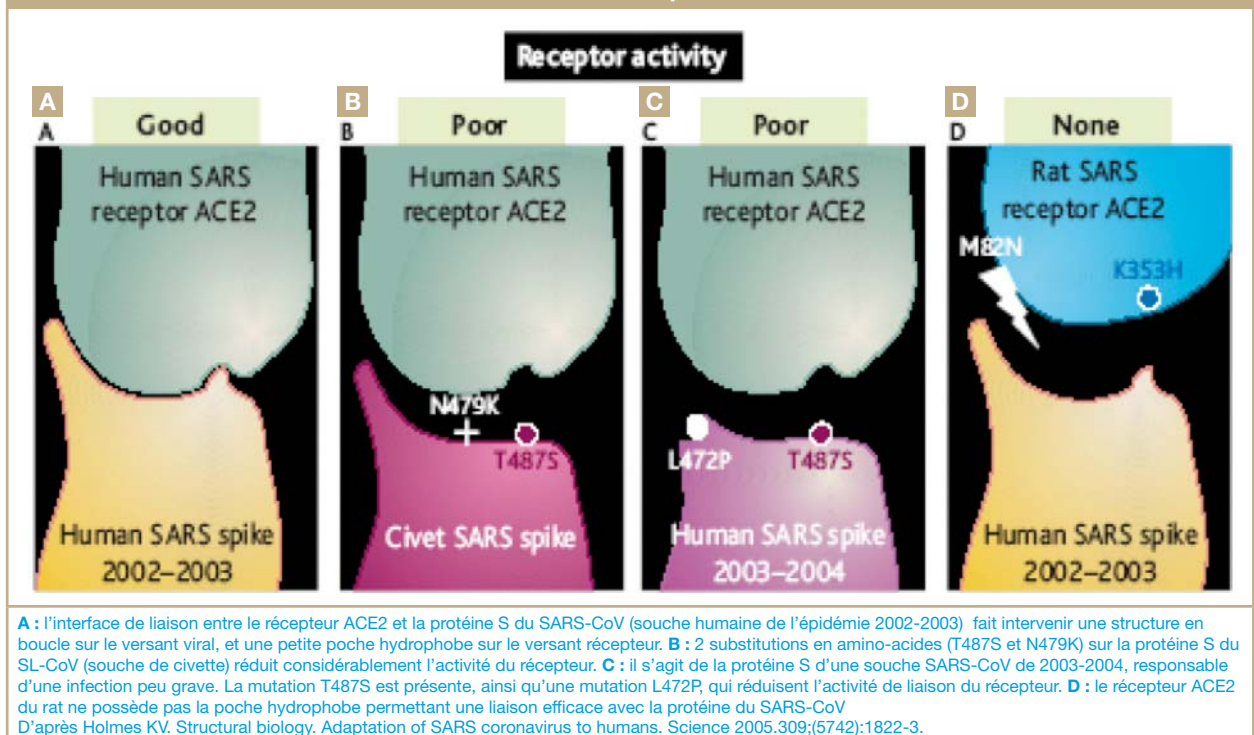 Receptor activity
A
A
Good
Human SARS
receptor ACE2
Human SARS spike
2002–2003
B
B
Poor
Human SARS
receptor ACE2
N479K
T487S
Civet SARS spike
C
C
Poor
Human SARS
receptor ACE2
L472P
T487S
Human SARS spike
2003–2004
D
D
None
Rat SARS
receptor ACE2
M82N
K353H
Human SARS spike
2002–2003
A : l'interface de liaison entre le récepteur ACE2 et la protéine S du SARS-CoV (souche humaine de l'épidémie 2002-2003) fait intervenir une structure en
boucle sur le versant viral, et une petite poche hydrophobe sur le versant récepteur. B : 2 substitutions en amino-acides (T487S et N479K) sur la protéine S du
SL-CoV (souche de civette) réduit considérablement l'activité du récepteur. C : il s'agit de la protéine S d'une souche SARS-CoV de 2003-2004, responsable
d'une infection peu grave. La mutation T487S est présente, ainsi qu'une mutation L472P, qui réduisent l'activité de liaison du récepteur. D : le récepteur ACE2
du rat ne possède pas la poche hydrophobe permettant une liaison efficace avec la protéine du SARS-CoV
D'après Holmes KV. Structural biology. Adaptation of SARS coronavirus to humans. Science 2005.309;(5742):1822-3.